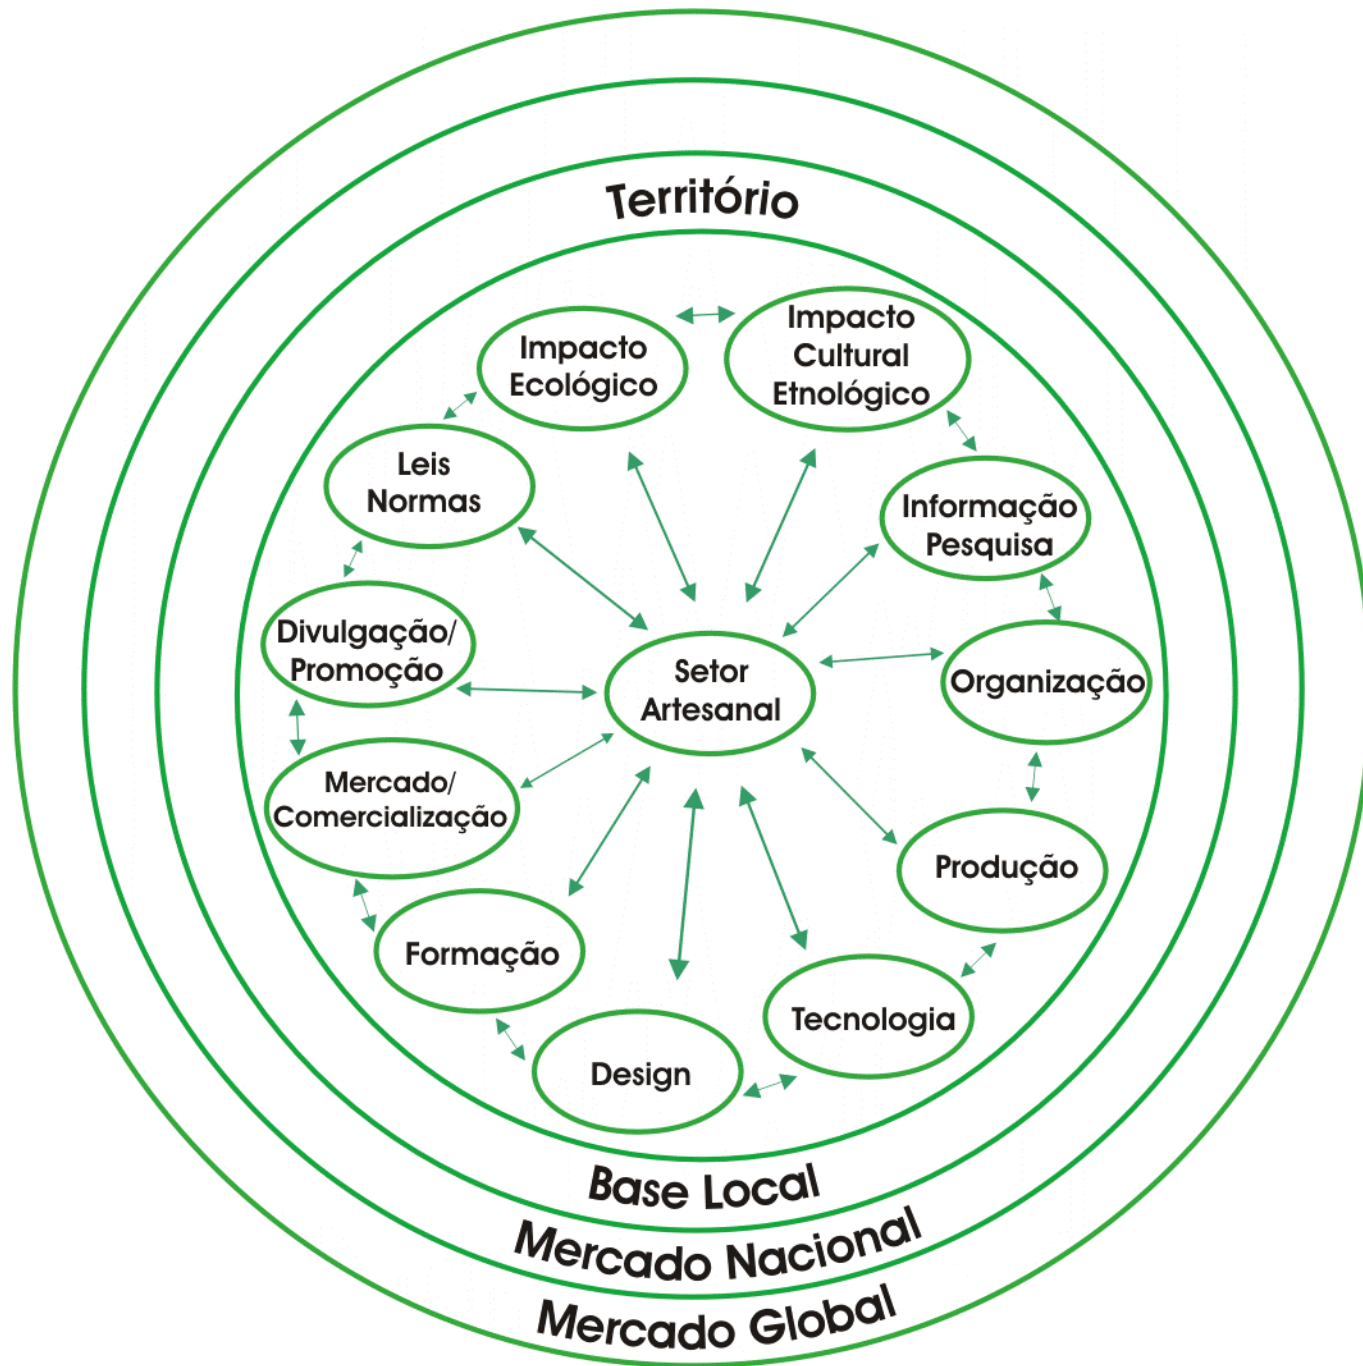 Território
Impacto
Ecológico
Impacto
Cultural
Etnológico
Leis
Normas
Informação
Pesquisa
Divulgação/
Promoção
Setor
Artesanal
Organização
Mercado/
Comercialização
Produção
Formação
Tecnologia
Design
Base Local
Mercado Nacional
Mercado Global